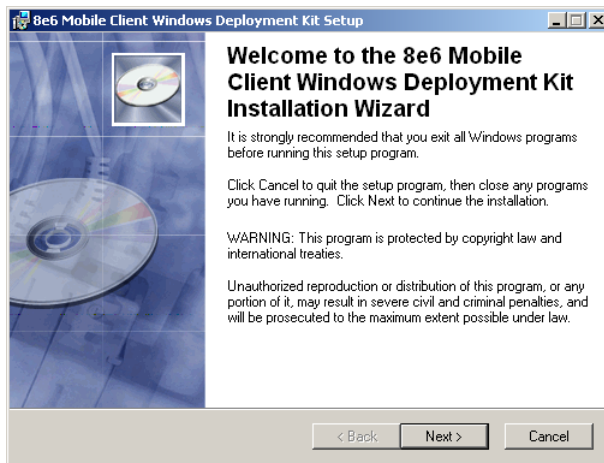 8e6 Mobile Client Windows Deployment Kit Setup
Welcome to the 8e6 Mobile
Client Windows Deployment Kit
Installation Wizard
It is strongly recommended that you exit all Windows programs
before running this setup program.
Click Cancel to quit the setup program, then close any programs
you have running. Click Next to continue the installation.
WARNING: This program is protected by copyright law and
international treaties.
Unauthorized reproduction or distribution of this program, or any
portion of it, may result in severe civil and criminal penalties, and
will be prosecuted to the maximum extent possible under law.
< Back Next > Cancel